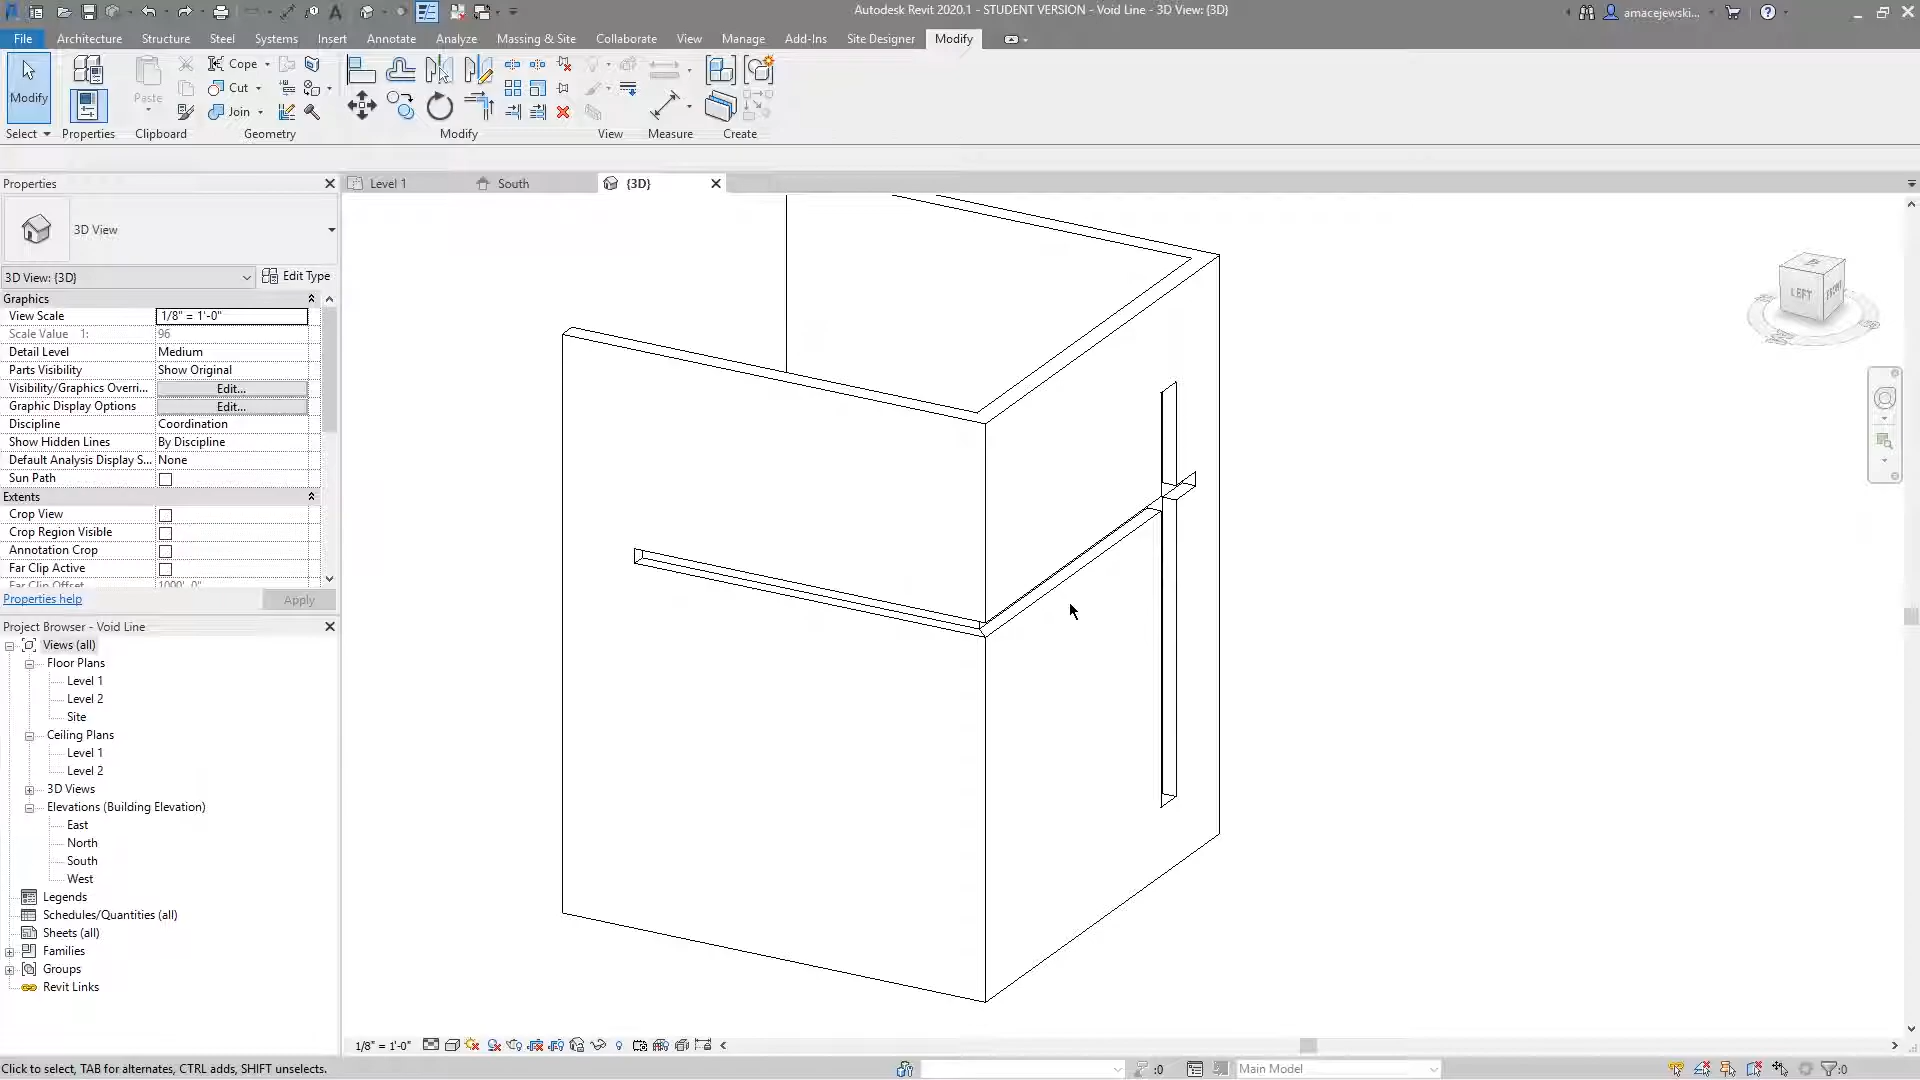 Autodesk Revit 2020.1 - STUDENT VERSION - Void Line - 3D View: {3D}
amacejewski...
File Architecture Structure Steel Systems Insert Annotate Analyze Massing & Site Collaborate View Manage Add-Ins Site Designer Modify
Modify
Paste
Cope
Cut
Join
Select Properties Clipboard Geometry Modify View Measure Create
Properties
Level 1 South {3D}
3D View
3D View: {3D} Edit Type
Graphics
View Scale 1/8" = 1'-0"
Scale Value 1: 96
Detail Level Medium
Parts Visibility Show Original
Visibility/Graphics Overri... Edit...
Graphic Display Options Edit...
Discipline Coordination
Show Hidden Lines By Discipline
Default Analysis Display S... None
Sun Path
Extents
Crop View
Crop Region Visible
Annotation Crop
Far Clip Active
Far Clip Offset 1000' 0"
Properties help Apply
Project Browser - Void Line
Views (all)
Floor Plans
Level 1
Level 2
Site
Ceiling Plans
Level 1
Level 2
3D Views
Elevations (Building Elevation)
East
North
South
West
Legends
Schedules/Quantities (all)
Sheets (all)
Families
Groups
Revit Links
LEFT FRONT
1/8" = 1'-0"
Click to select, TAB for alternates, CTRL adds, SHIFT unselects.
:0 Main Model :0